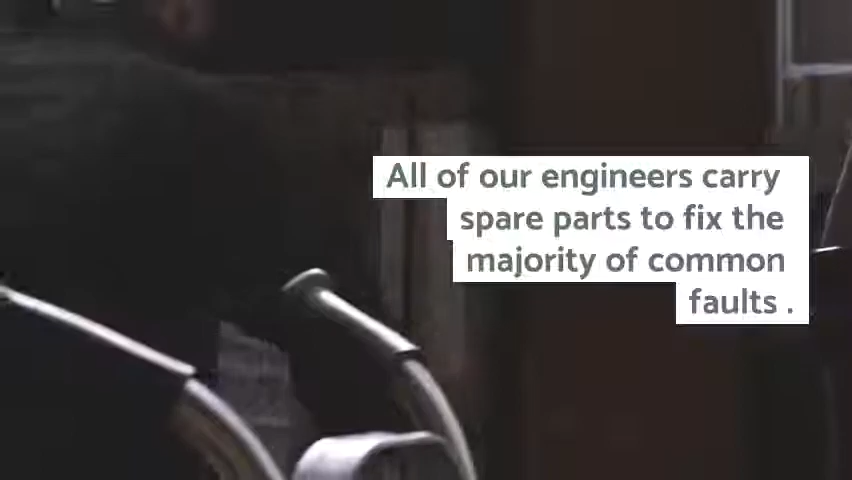 All of our engineers carry
spare parts to fix the
majority of common
faults .